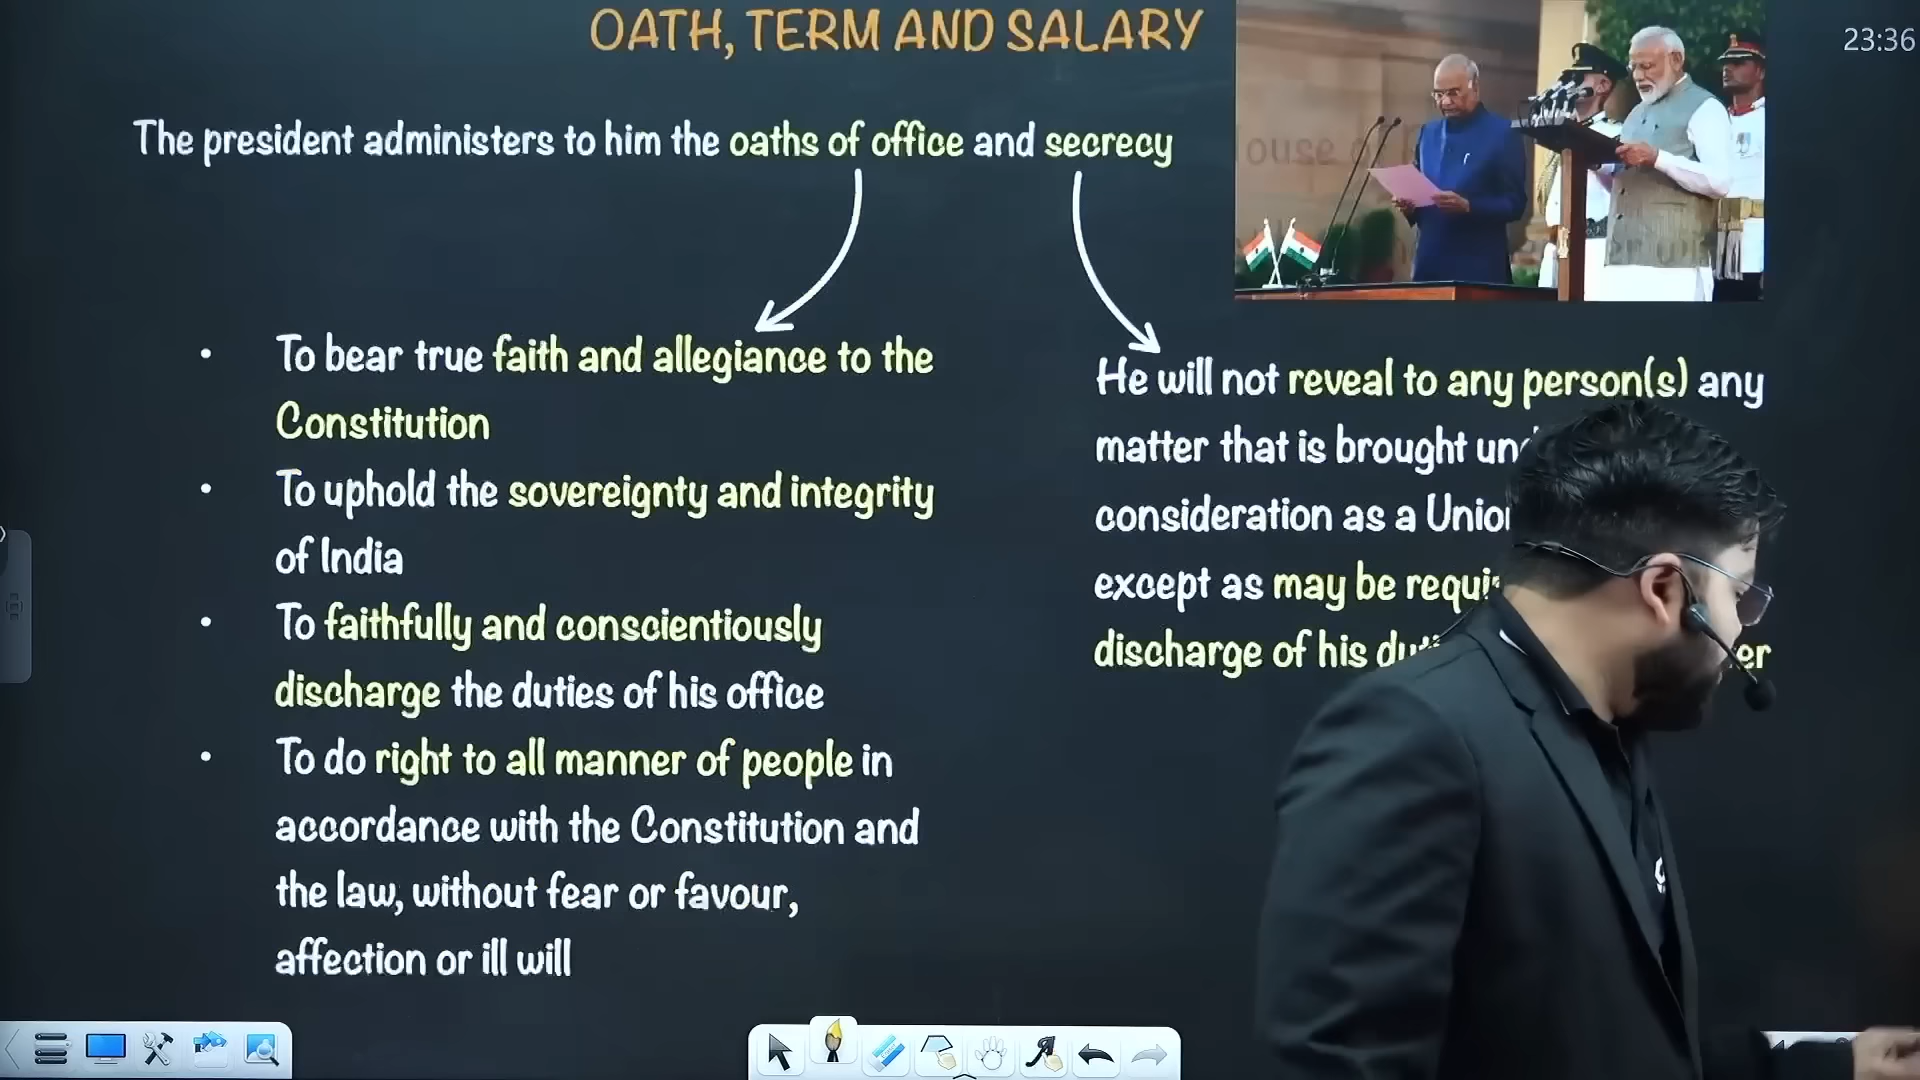 OATH, TERM AND SALARY
23:36
The president administers to him the oaths of office and secrecy
• To bear true faith and allegiance to the
Constitution
• To uphold the sovereignty and integrity
of India
• To faithfully and conscientiously
discharge the duties of his office
• To do right to all manner of people in
accordance with the Constitution and
the law, without fear or favour,
affection or ill will
He will not reveal to any person(s) any
matter that is brought
consideration as a
except as may be
discharge of his